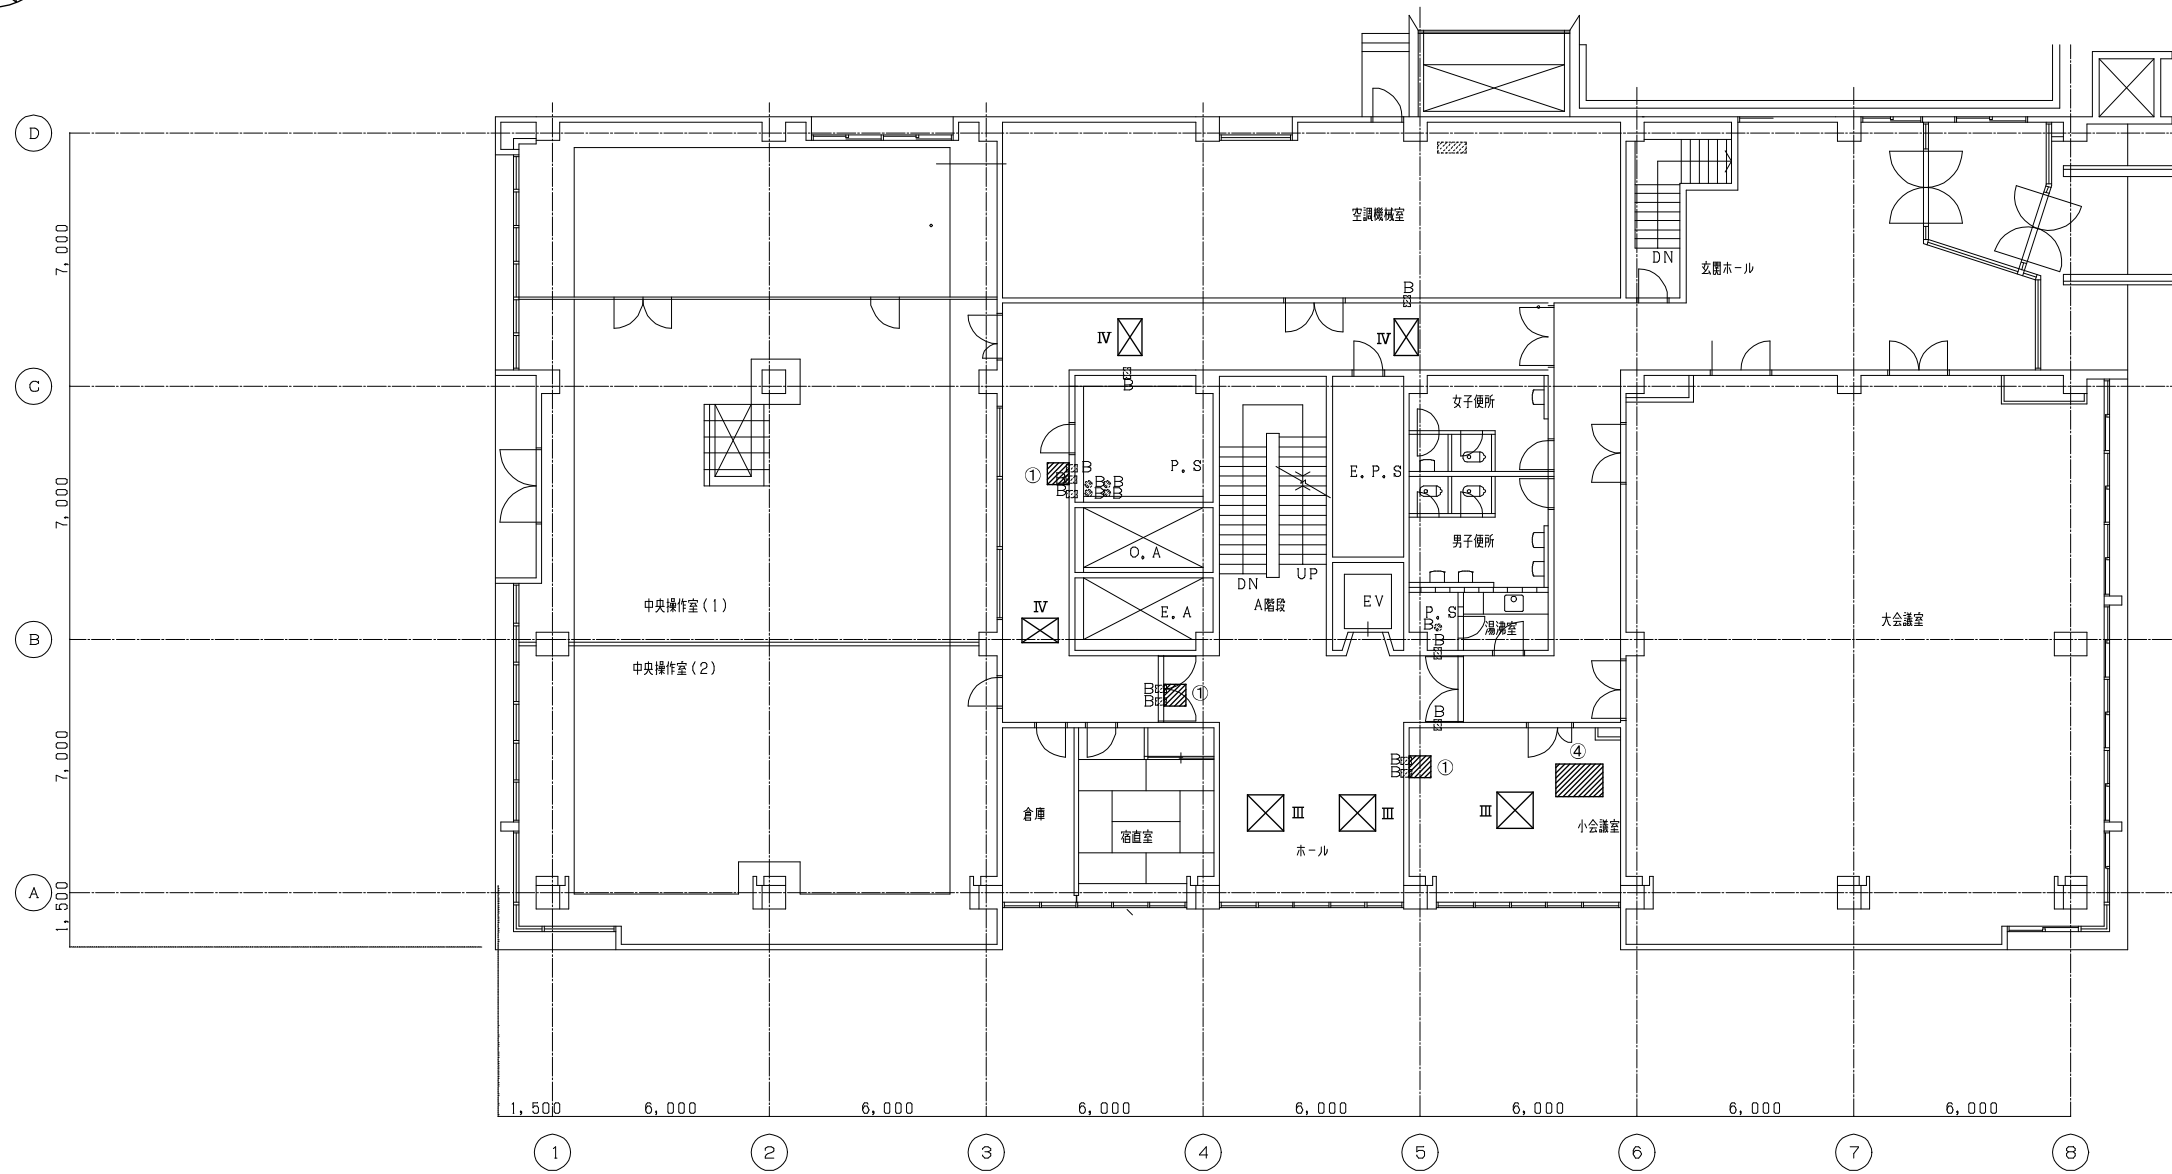 D
7,000
空調機械室
DN
玄関ホール
B
Ⅳ
Ⅳ
B
C
女子便所
P.S
E.P.S
① B
B
B
B B
B B
7,000
男子便所
O.A
DN
UP
中央操作室(1)
Ⅳ
E.A
A階段
EV
P.S
B
湯沸室
大会議室
B
B
中央操作室(2)
B
B
①
B
7,000
④
B
B
①
倉庫
宿直室
Ⅲ
Ⅲ
Ⅲ
小会議室
ホール
A
1,500
1,500 6,000 6,000 6,000 6,000 6,000 6,000 6,000
1 2 3 4 5 6 7 8